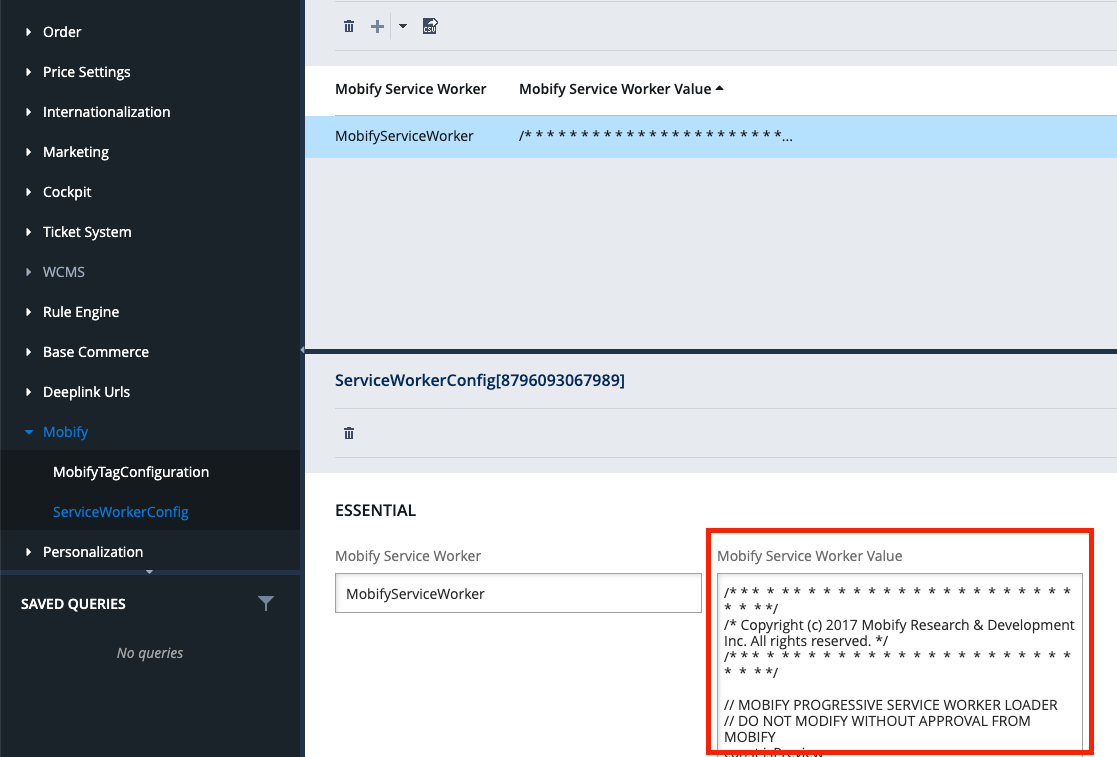 Order
Price Settings
Internationalization
Marketing
Cockpit
Ticket System
WCMS
Rule Engine
Base Commerce
Deeplink Urls
Mobify
MobifyTagConfiguration
ServiceWorkerConfig
Personalization
SAVED QUERIES
No queries
CSV
Mobify Service Worker
Mobify Service Worker Value
MobifyServiceWorker
/* * * * * * * * * * * * * * * * * * * * * * *...
ServiceWorkerConfig[8796093067989]
ESSENTIAL
Mobify Service Worker
MobifyServiceWorker
Mobify Service Worker Value
/* * * * * * * * * * * * * * * * * * * * * * * *
* * * */
/* Copyright (c) 2017 Mobify Research & Development
Inc. All rights reserved. */
/* * * * * * * * * * * * * * * * * * * * * * * *
* * * */
// MOBIFY PROGRESSIVE SERVICE WORKER LOADER
// DO NOT MODIFY WITHOUT APPROVAL FROM
MOBIFY